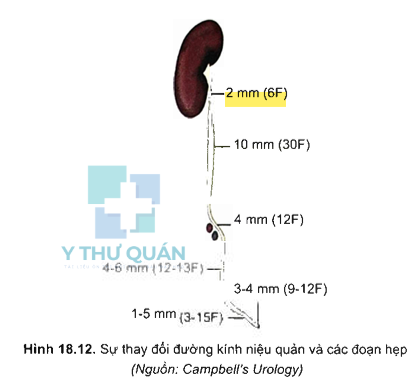 2 mm (6F)
10 mm (30F)
4 mm (12F)
Y THƯ QUÁN
4-6 mm (12-13F)
3-4 mm (9-12F)
1-5 mm (3-15F)
Hình 18.12. Sự thay đổi đường kính niệu quản và các đoạn hẹp
(Nguồn: Campbell's Urology)